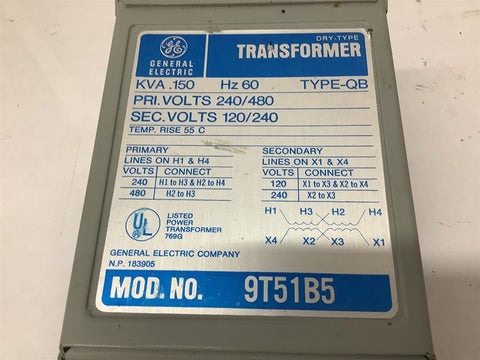 DRY-TYPE
GE
GENERAL ELECTRIC
TRANSFORMER
KVA .150 Hz 60 TYPE-QB
PRI. VOLTS 240/480
SEC. VOLTS 120/240
TEMP. RISE 55 C
PRIMARY
LINES ON H1 & H4
VOLTS CONNECT
240 H1 to H3 & H2 to H4
480 H2 to H3
SECONDARY
LINES ON X1 & X4
VOLTS CONNECT
120 X1 to X3 & X2 to X4
240 X2 to X3
UL
LISTED
POWER
TRANSFORMER
769G
H1 H3 H2 H4
X4 X2 X3 X1
GENERAL ELECTRIC COMPANY
N.P. 183905
MOD. NO. 9T51B5